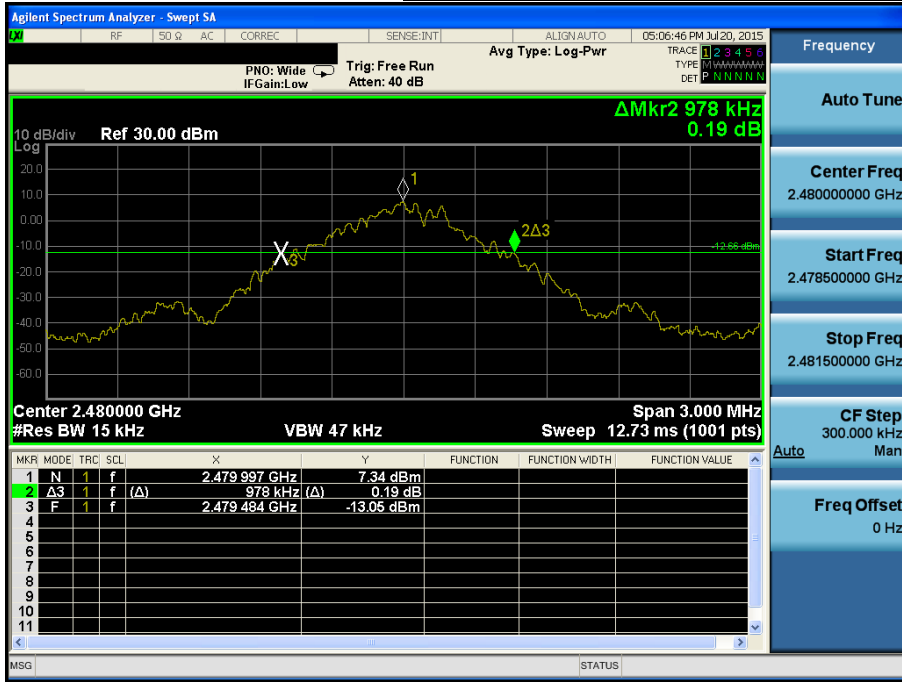 Agilent Spectrum Analyzer - Swept SA
LXI RF 50 Ω AC CORREC SENSE:INT ALIGN AUTO 05:06:46 PM Jul 20, 2015
Avg Type: Log-Pwr
TRACE 1 2 3 4 5 6
TYPE M WWWWW
DET P N N N N N
PNO: Wide
IFGain:Low
Trig: Free Run
Atten: 40 dB
ΔMkr2 978 kHz
0.19 dB
10 dB/div Ref 30.00 dBm
Log
20.0
10.0
0.00
-10.0
-20.0
-30.0
-40.0
-50.0
-60.0
1
2Δ3
X3
-12.66 dBm
Center 2.480000 GHz Span 3.000 MHz
#Res BW 15 kHz VBW 47 kHz Sweep 12.73 ms (1001 pts)
MKR MODE TRC SCL X Y FUNCTION FUNCTION WIDTH FUNCTION VALUE
1 N 1 f 2.479 997 GHz 7.34 dBm
2 Δ3 1 f (Δ) 978 kHz (Δ) 0.19 dB
3 F 1 f 2.479 484 GHz -13.05 dBm
4
5
6
7
8
9
10
11
MSG STATUS
Frequency
Auto Tune
Center Freq
2.480000000 GHz
Start Freq
2.478500000 GHz
Stop Freq
2.481500000 GHz
CF Step
300.000 kHz
Auto Man
Freq Offset
0 Hz